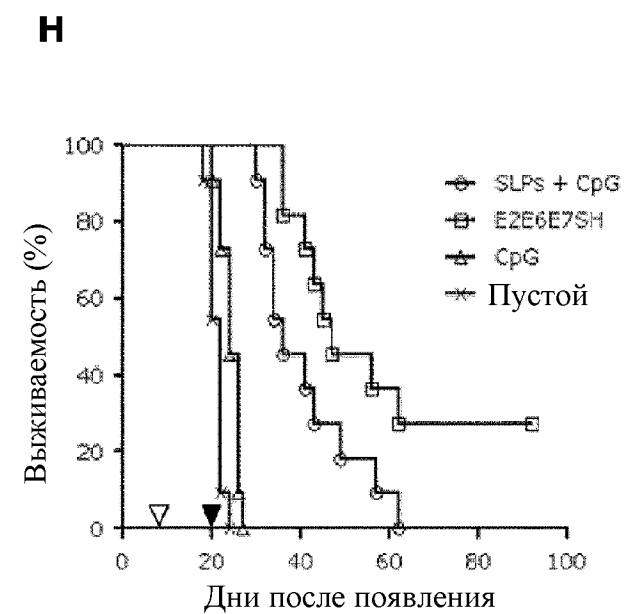 H
100
80
60
40
20
0
Выживаемость (%)
SLPs + CpG
E2E6E7SH
CpG
Пустой
0 20 40 60 80 100
Дни после появления